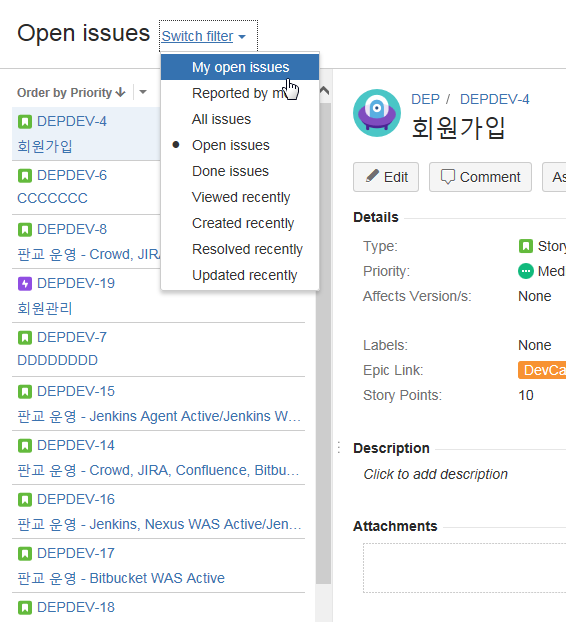 Open issues Switch filter
My open issues
Reported by m
All issues
Open issues
Done issues
Viewed recently
Created recently
Resolved recently
Updated recently
Order by Priority
DEPDEV-4
회원가입
DEPDEV-6
CCCCCCC
DEPDEV-8
판교 운영 - Crowd, JIRA
DEPDEV-19
회원관리
DEPDEV-7
DDDDDDDD
DEPDEV-15
판교 운영 - Jenkins Agent Active/Jenkins W...
DEPDEV-14
판교 운영 - Crowd, JIRA, Confluence, Bitbu...
DEPDEV-16
판교 운영 - Jenkins, Nexus WAS Active/Jen...
DEPDEV-17
판교 운영 - Bitbucket WAS Active
DEPDEV-18
DEP / DEPDEV-4
회원가입
Edit Comment As
Details
Type: Story
Priority: Med
Affects Version/s: None
Labels: None
Epic Link: DevCa
Story Points: 10
Description
Click to add description
Attachments